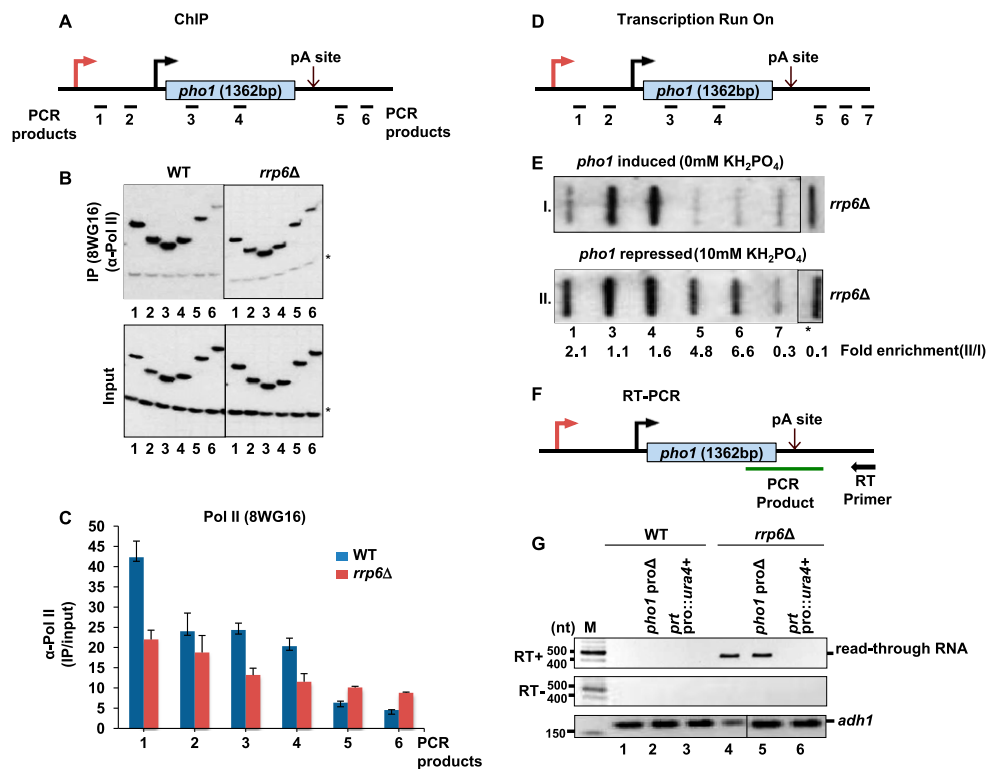 A
ChIP
pA site
pho1 (1362bp)
PCR products
1 2 3 4 5 6
PCR products
B
WT
rrp6Δ
IP (8WG16)
(α-Pol II)
*
1 2 3 4 5 6
1 2 3 4 5 6
Input
*
1 2 3 4 5 6
1 2 3 4 5 6
C
Pol II (8WG16)
WT
rrp6Δ
α-Pol II
(IP/input)
50
45
40
35
30
25
20
15
10
5
0
1 2 3 4 5 6
PCR products
D
Transcription Run On
pA site
pho1 (1362bp)
1 2 3 4 5 6 7
E
pho1 induced (0mM KH₂PO₄)
I.
rrp6Δ
pho1 repressed (10mM KH₂PO₄)
II.
rrp6Δ
1 3 4 5 6 7 *
2.1 1.1 1.6 4.8 6.6 0.3 0.1 Fold enrichment(II/I)
F
RT-PCR
pA site
pho1 (1362bp)
PCR
Product
RT
Primer
G
WT
rrp6Δ
pho1 proΔ
prt
pro::ura4+
pho1 proΔ
prt
pro::ura4+
(nt)
M
RT+
500
400
read-through RNA
RT-
500
400
150
adh1
1 2 3 4 5 6